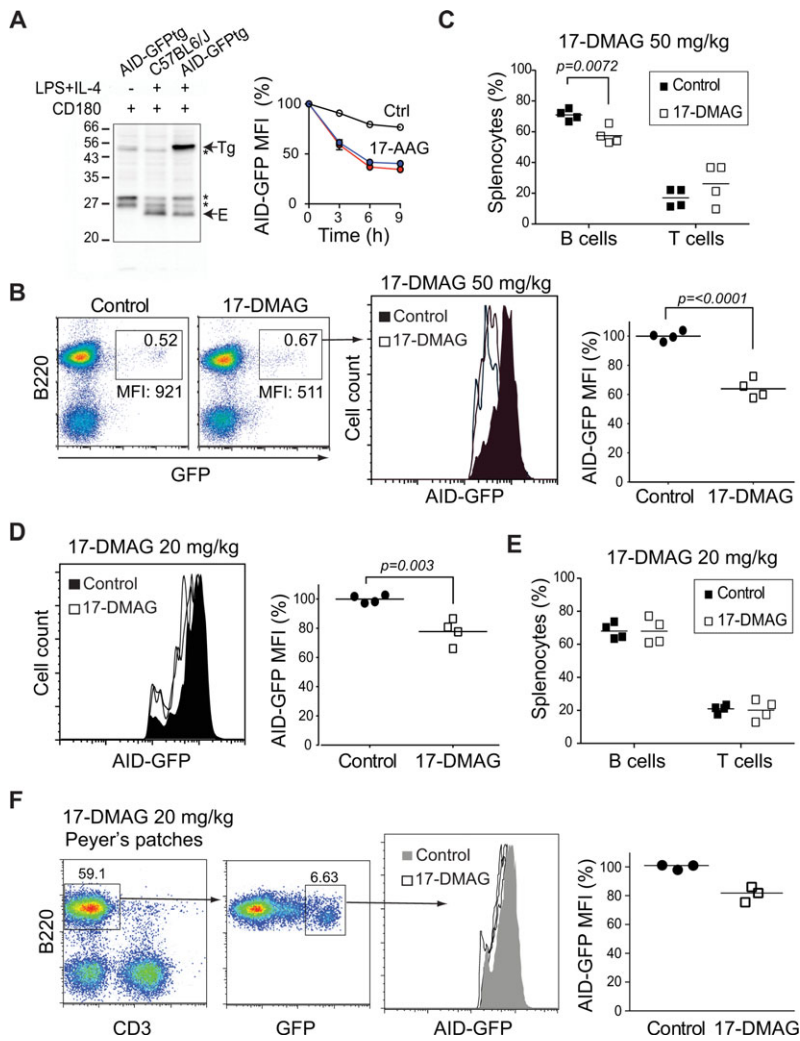 A
AID-GFPtg
C57BL6/J
AID-GFPtg
LPS+IL-4 - + +
CD180 + + +
66
56
43
27
20
Tg
*
*
*
E
AID-GFP MFI (%)
100
50
0
0 3 6 9
Time (h)
Ctrl
17-AAG
C
17-DMAG 50 mg/kg
p=0.0072
Control
17-DMAG
Splenocytes (%)
100
80
60
40
20
0
B cells T cells
B
Control 17-DMAG
0.52
MFI: 921
0.67
MFI: 511
B220
GFP
17-DMAG 50 mg/kg
Control
17-DMAG
Cell count
AID-GFP
p=<0.0001
AID-GFP MFI (%)
100
80
60
40
20
0
Control 17-DMAG
D
17-DMAG 20 mg/kg
Control
17-DMAG
Cell count
AID-GFP
p=0.003
AID-GFP MFI (%)
100
80
60
40
20
0
Control 17-DMAG
E
17-DMAG 20 mg/kg
Control
17-DMAG
Splenocytes (%)
100
80
60
40
20
0
B cells T cells
F
17-DMAG 20 mg/kg
Peyer's patches
59.1
B220
CD3
6.63
GFP
Control
17-DMAG
AID-GFP
AID-GFP MFI (%)
100
80
60
40
20
0
Control 17-DMAG